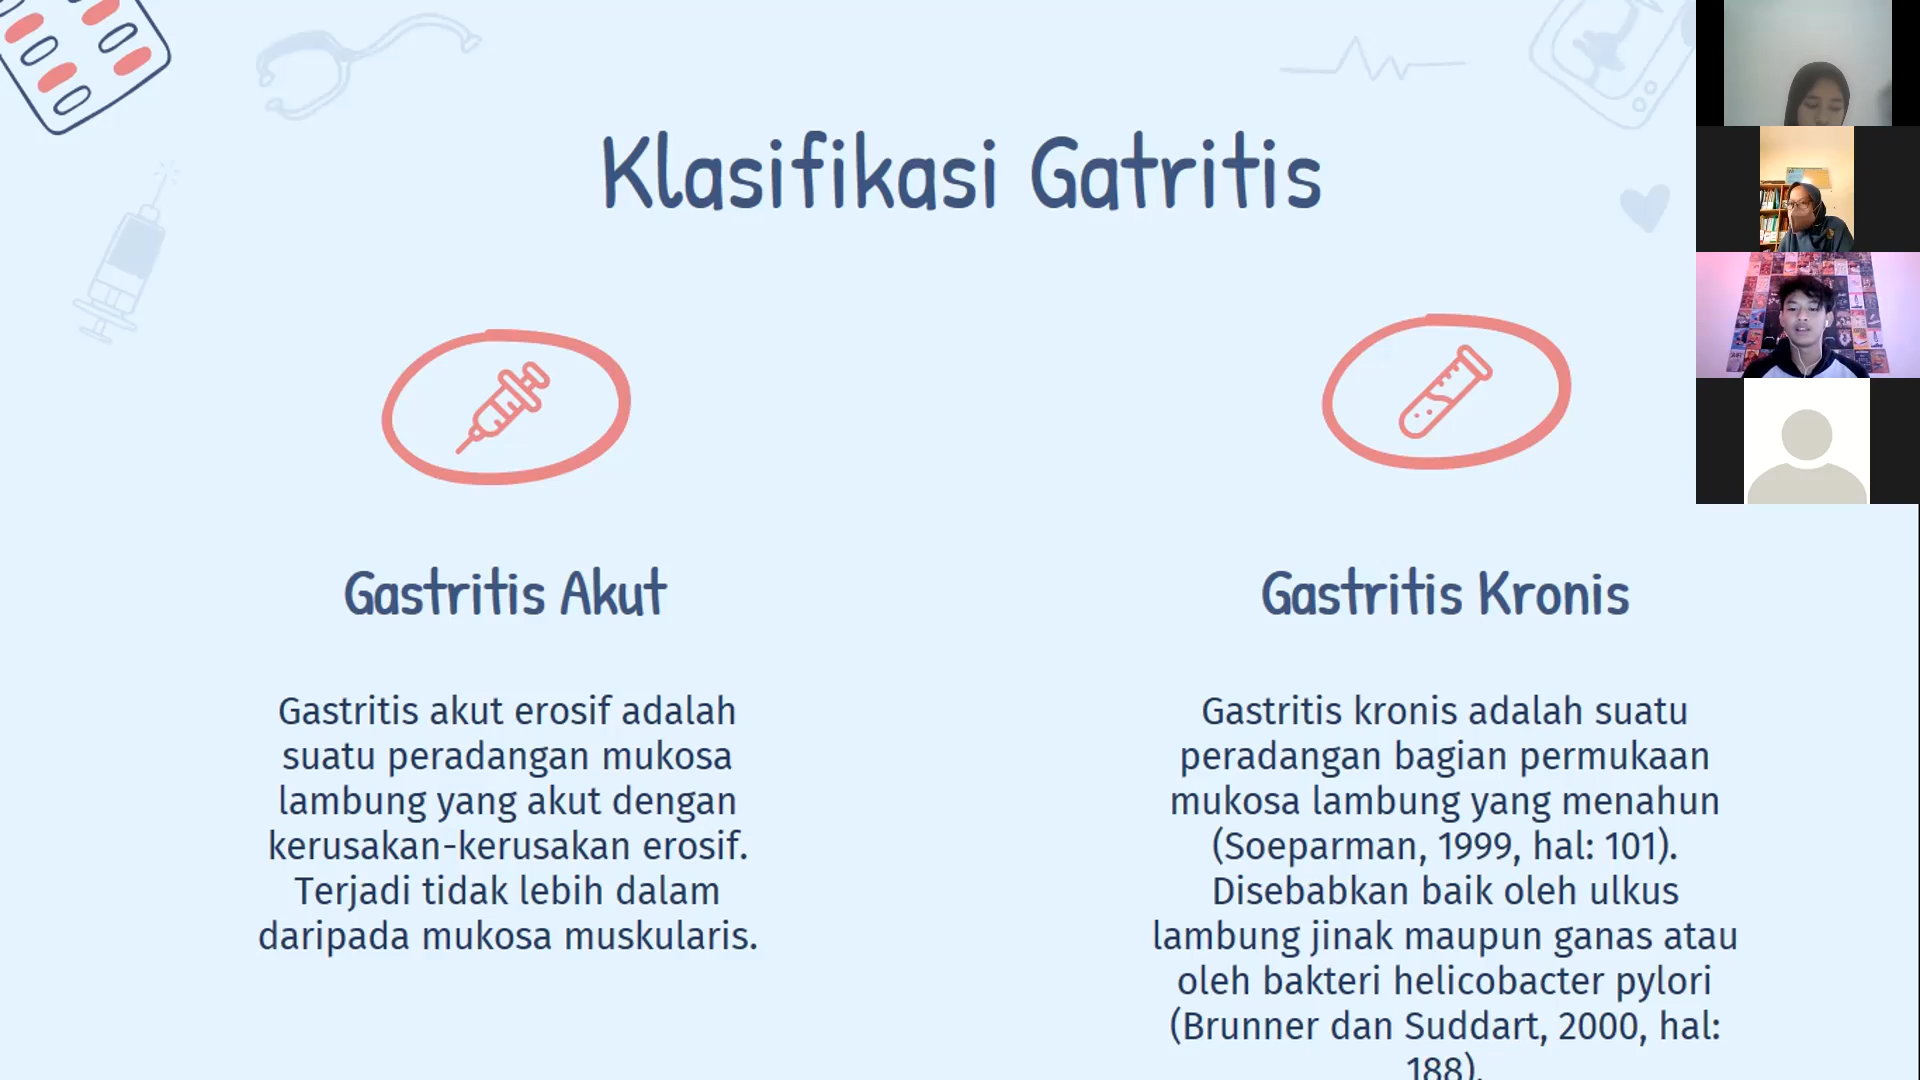 Klasifikasi Gatritis
Gastritis Akut
Gastritis akut erosif adalah
suatu peradangan mukosa
lambung yang akut dengan
kerusakan-kerusakan erosif.
Terjadi tidak lebih dalam
daripada mukosa muskularis.
Gastritis Kronis
Gastritis kronis adalah suatu
peradangan bagian permukaan
mukosa lambung yang menahun
(Soeparman, 1999, hal: 101).
Disebabkan baik oleh ulkus
lambung jinak maupun ganas atau
oleh bakteri helicobacter pylori
(Brunner dan Suddart, 2000, hal:
188).